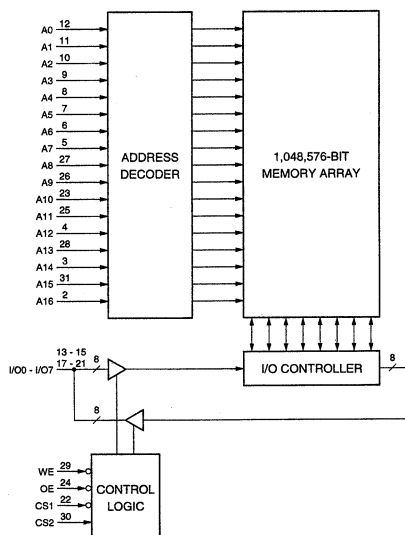 A0 12
A1 11
A2 10
A3 9
A4 8
A5 7
A6 6
A7 5
A8 27
A9 26
A10 23
A11 25
A12 4
A13 28
A14 3
A15 31
A16 2
ADDRESS
DECODER
1,048,576-BIT
MEMORY ARRAY
13 - 15
I/O0 - I/O7 17 - 21 8
I/O CONTROLLER 8
8
WE 29
OE 24
CS1 22
CS2 30
CONTROL
LOGIC